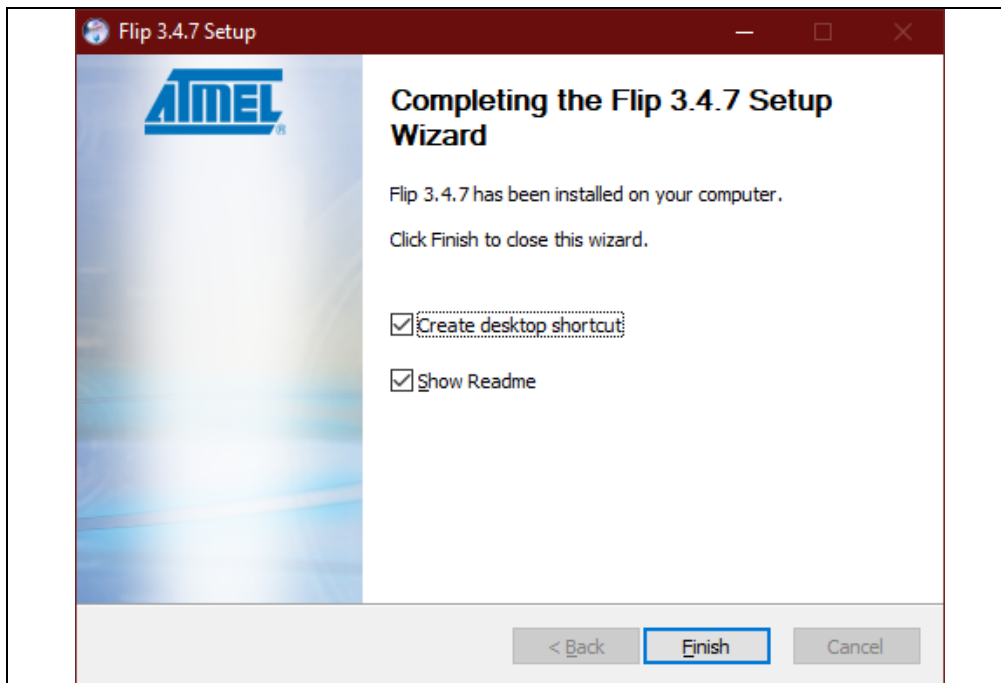 Flip 3.4.7 Setup
ATMEL®
Completing the Flip 3.4.7 Setup
Wizard
Flip 3.4.7 has been installed on your computer.
Click Finish to close this wizard.
Create desktop shortcut
Show Readme
< Back
Finish
Cancel